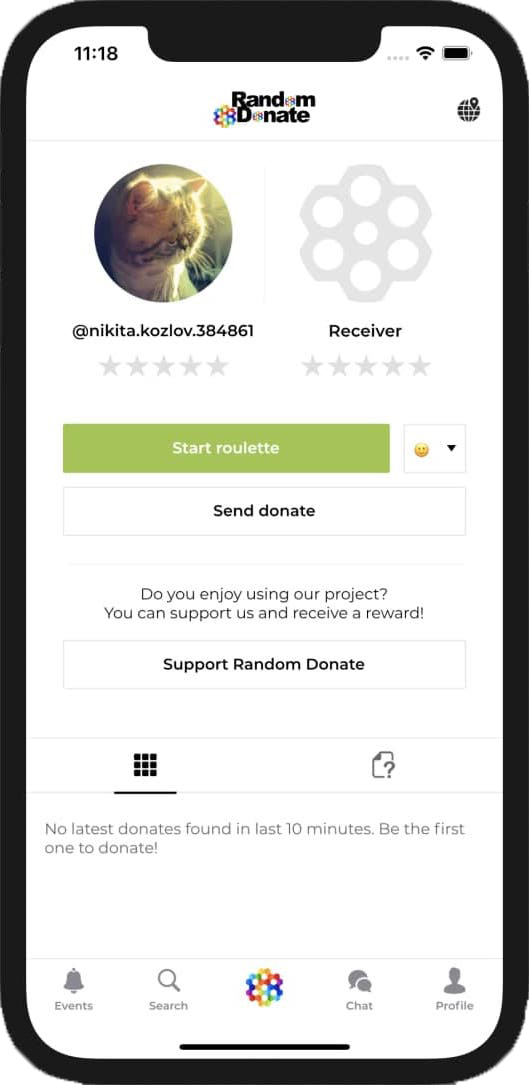 11:18
Random
Donate
@nikita.kozlov.384861
Receiver
Start roulette
Send donate
Do you enjoy using our project?
You can support us and receive a reward!
Support Random Donate
No latest donates found in last 10 minutes. Be the first
one to donate!
Events
Search
Chat
Profile